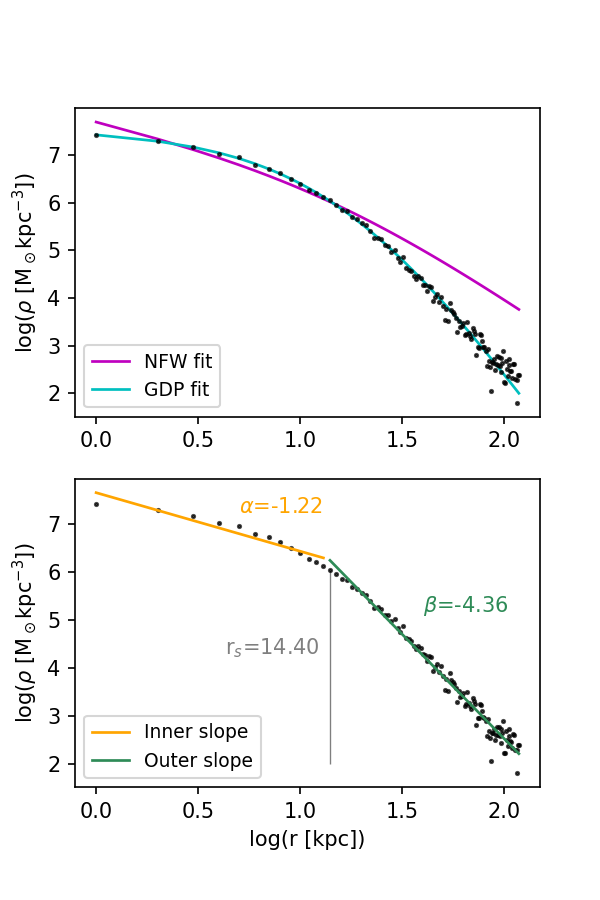 log(ρ [M⊙kpc⁻³])
7
6
5
4
3
2
NFW fit
GDP fit
0.0 0.5 1.0 1.5 2.0
log(ρ [M⊙kpc⁻³])
7
6
5
4
3
2
α=-1.22
β=-4.36
rₛ=14.40
Inner slope
Outer slope
0.0 0.5 1.0 1.5 2.0
log(r [kpc])